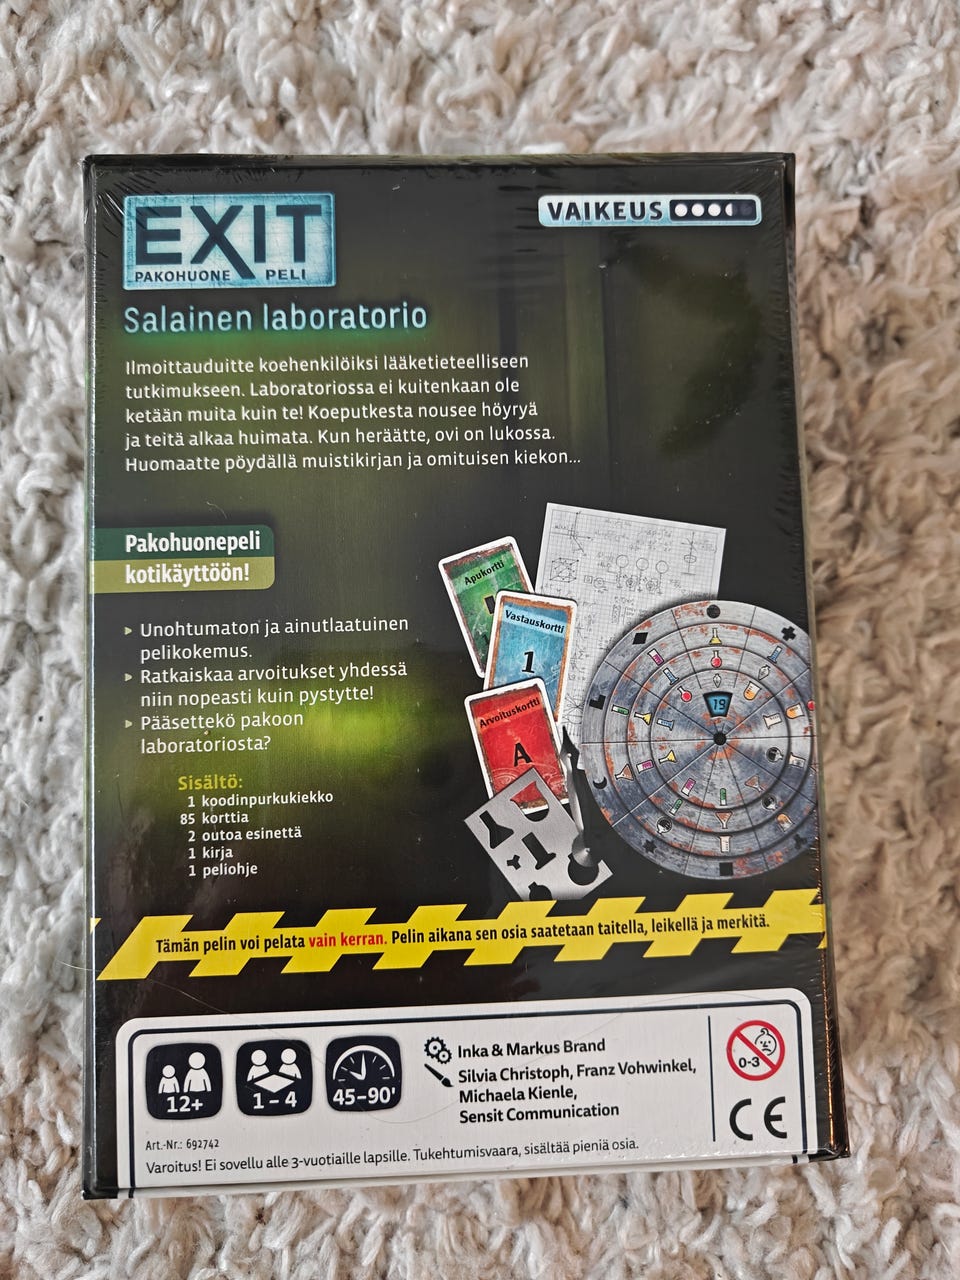 EXIT
PAKOHUONE PELI
VAIKEUS
Salainen laboratorio
Ilmoittauduitte koehenkilöiksi lääketieteelliseen
tutkimukseen. Laboratoriossa ei kuitenkaan ole
ketään muita kuin te! Koeputkesta nousee höyryä
ja teitä alkaa huimata. Kun heräätte, ovi on lukossa.
Huomaatte pöydällä muistikirjan ja omituisen kiekon...
Pakohuonepeli
kotikäyttöön!
Unohtumaton ja ainutlaatuinen
pelikokemus.
Ratkaiskaa arvoitukset yhdessä
niin nopeasti kuin pystytte!
Pääsettekö pakoon
laboratoriosta?
Sisältö:
1 koodinpurkukiekko
85 korttia
2 outoa esinettä
1 kirja
1 peliohje
Apukortti
Vastauskortti
1
Arvoituskortti
A
19
Tämän pelin voi pelata vain kerran. Pelin aikana sen osia saatetaan taitella, leikellä ja merkitä.
12+
1-4
45-90'
Inka & Markus Brand
Silvia Christoph, Franz Vohwinkel,
Michaela Kienle,
Sensit Communication
0-3
CE
Art.-Nr.: 692742
Varoitus! Ei sovellu alle 3-vuotiaille lapsille. Tukehtumisvaara, sisältää pieniä osia.